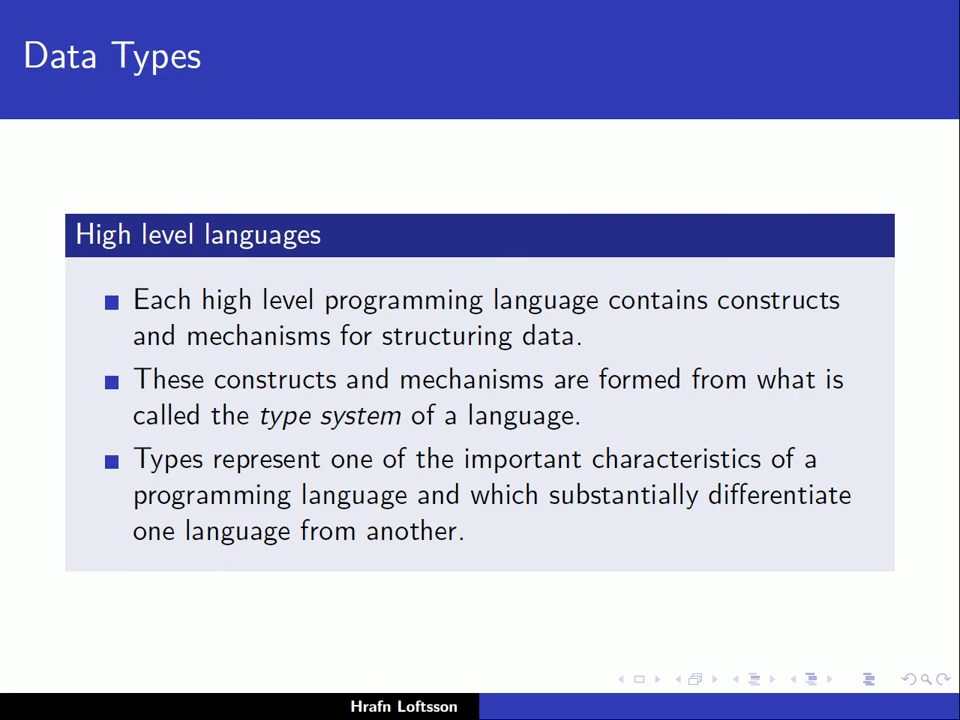 Data Types
High level languages
Each high level programming language contains constructs
and mechanisms for structuring data.
These constructs and mechanisms are formed from what is
called the type system of a language.
Types represent one of the important characteristics of a
programming language and which substantially differentiate
one language from another.
Hrafn Loftsson